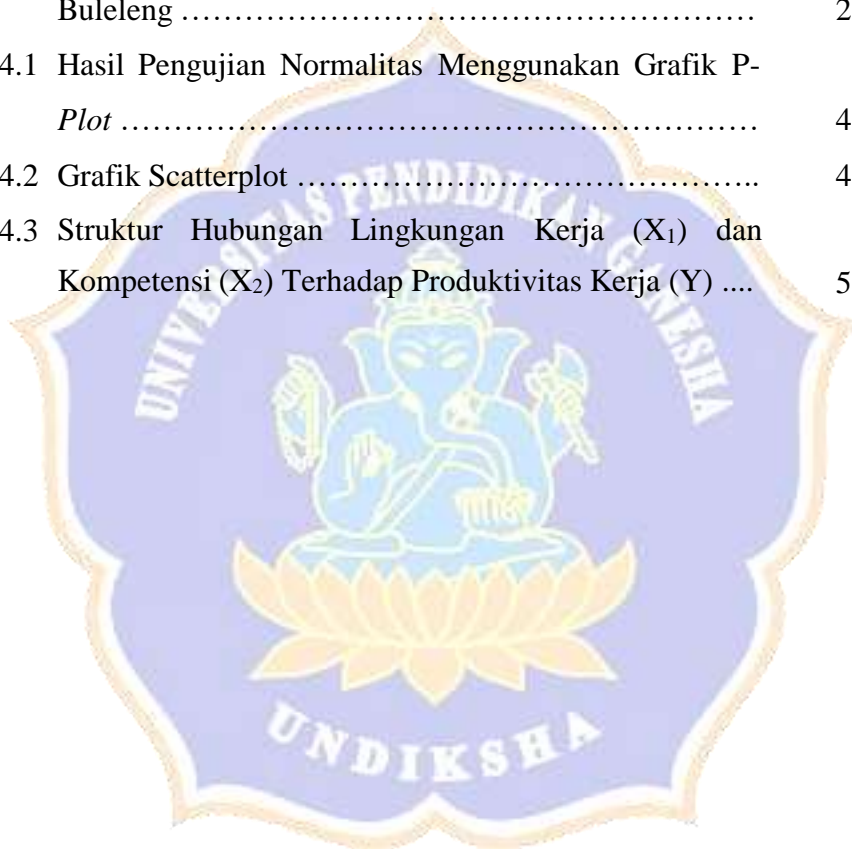 Buleleng …………………………………………………… 2
4.1 Hasil Pengujian Normalitas Menggunakan Grafik P-
Plot ………………………………………………………… 4
4.2 Grafik Scatterplot ………………………………………….. 4
4.3 Struktur Hubungan Lingkungan Kerja (X₁) dan
Kompetensi (X₂) Terhadap Produktivitas Kerja (Y) .... 5
UNIVERSITAS PENDIDIKAN GANESHA
UNDIKSHA